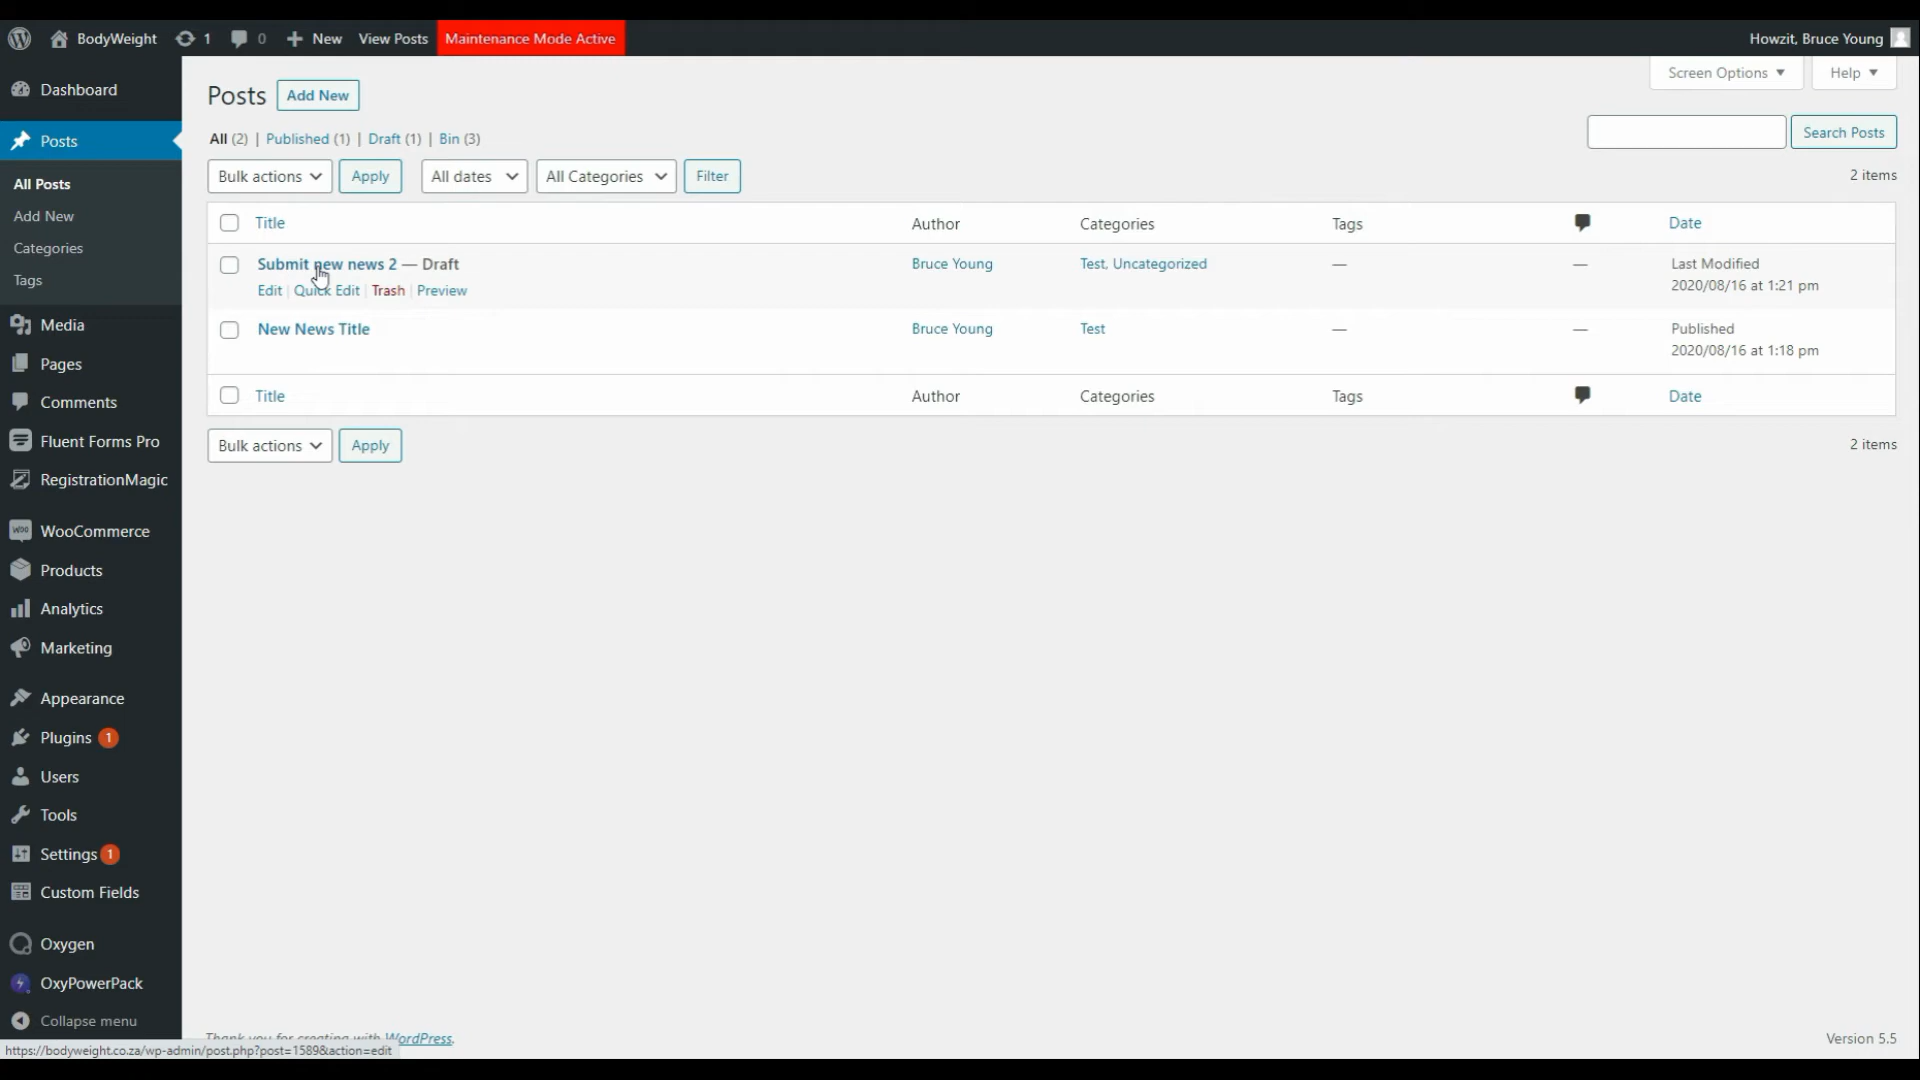 BodyWeight 1 0 New View Posts Maintenance Mode Active Howzit, Bruce Young
Screen Options Help
Dashboard
Posts
All Posts
Add New
Categories
Tags
Media
Pages
Comments
Fluent Forms Pro
RegistrationMagic
WooCommerce
Products
Analytics
Marketing
Appearance
Plugins 1
Users
Tools
Settings 1
Custom Fields
Oxygen
OxyPowerPack
Collapse menu
Posts Add New
All (2) | Published (1) | Draft (1) | Bin (3)
Search Posts
Bulk actions Apply All dates All Categories Filter 2 items
Title Author Categories Tags Date
Submit new news 2 — Draft Bruce Young Test, Uncategorized — — Last Modified
Edit | Quick Edit | Trash | Preview 2020/08/16 at 1:21 pm
New News Title Bruce Young Test — — Published
2020/08/16 at 1:18 pm
Title Author Categories Tags Date
Bulk actions Apply 2 items
Thank you for creating with WordPress. Version 5.5
https://bodyweight.co.za/wp-admin/post.php?post=1589&action=edit